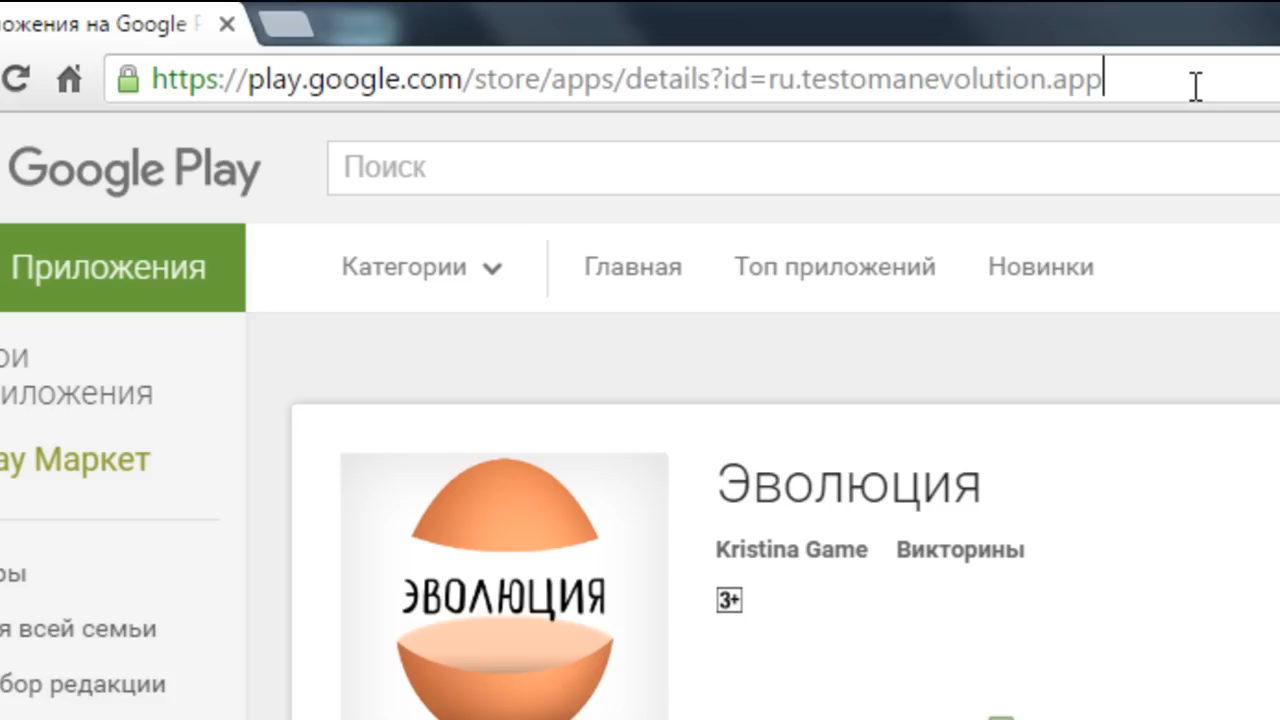 ожения на Google P
https://play.google.com/store/apps/details?id=ru.testomanevolution.app
Google Play
Поиск
Приложения
Категории
Главная
Топ приложений
Новинки
ои
иложения
ay Маркет
ры
я всей семьи
бор редакции
Эволюция
Kristina Game Викторины
3+
ЭВОЛЮЦИЯ